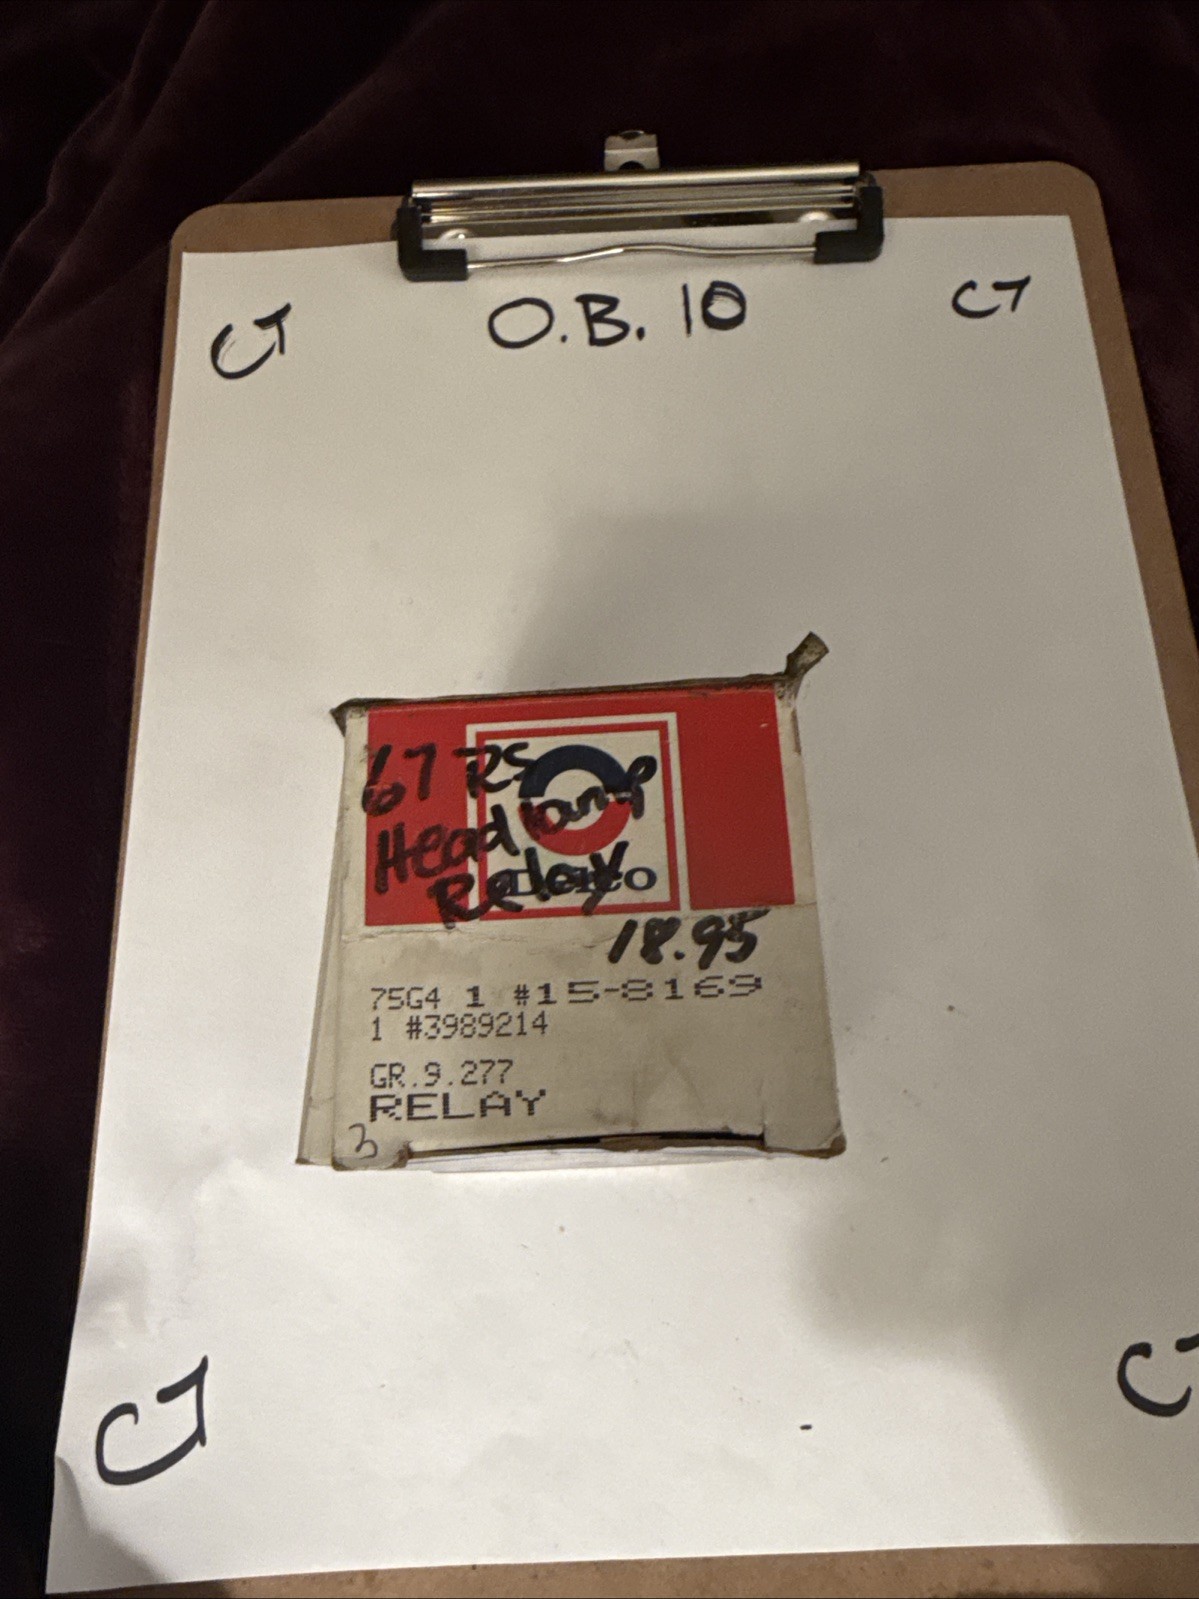 CT O.B. 10 CT
67 RS
Headlamp
Relay
Delco
18.95
75G4 1 #15-8169
1 #3989214
GR.9.277
RELAY
3
CT CT